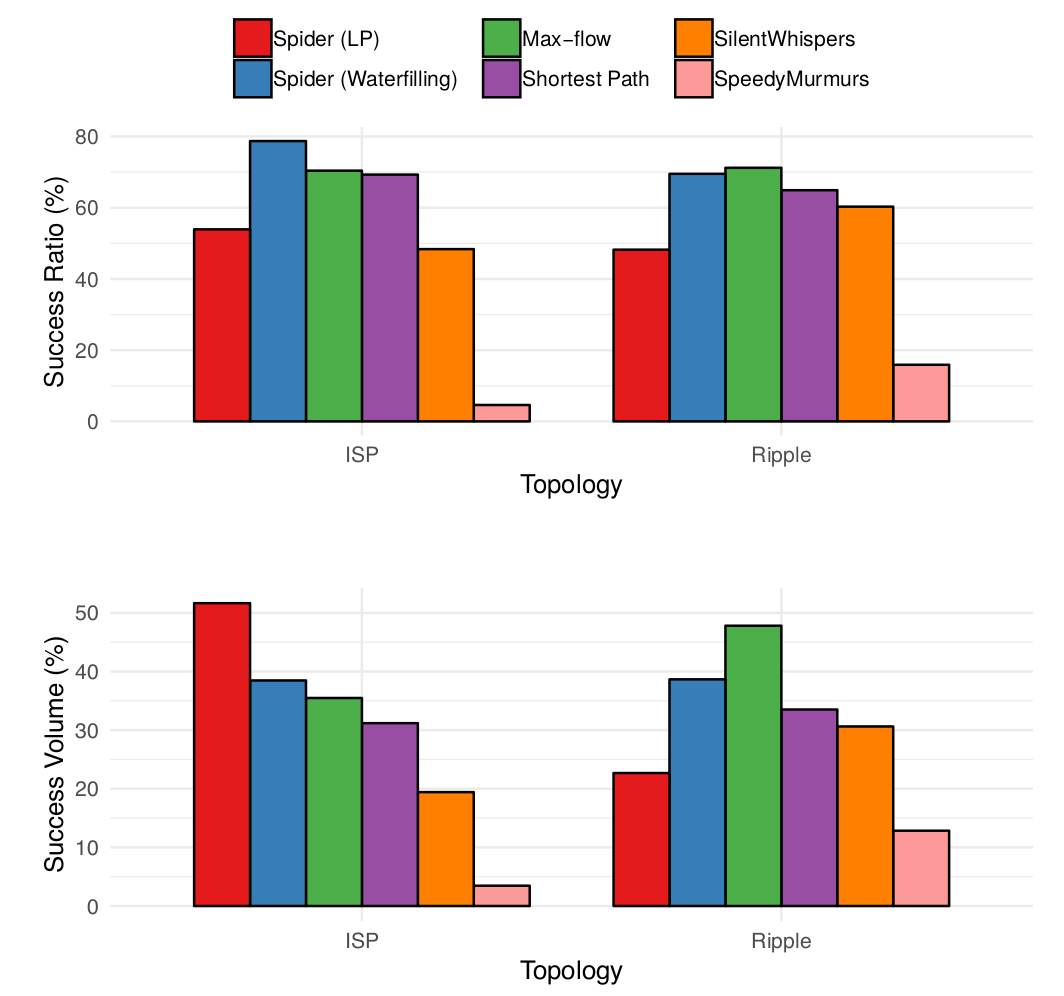 Spider (LP) Max−flow SilentWhispers
Spider (Waterfilling) Shortest Path SpeedyMurmurs
Success Ratio (%)
80
60
40
20
0
ISP Ripple
Topology
Success Volume (%)
50
40
30
20
10
0
ISP Ripple
Topology